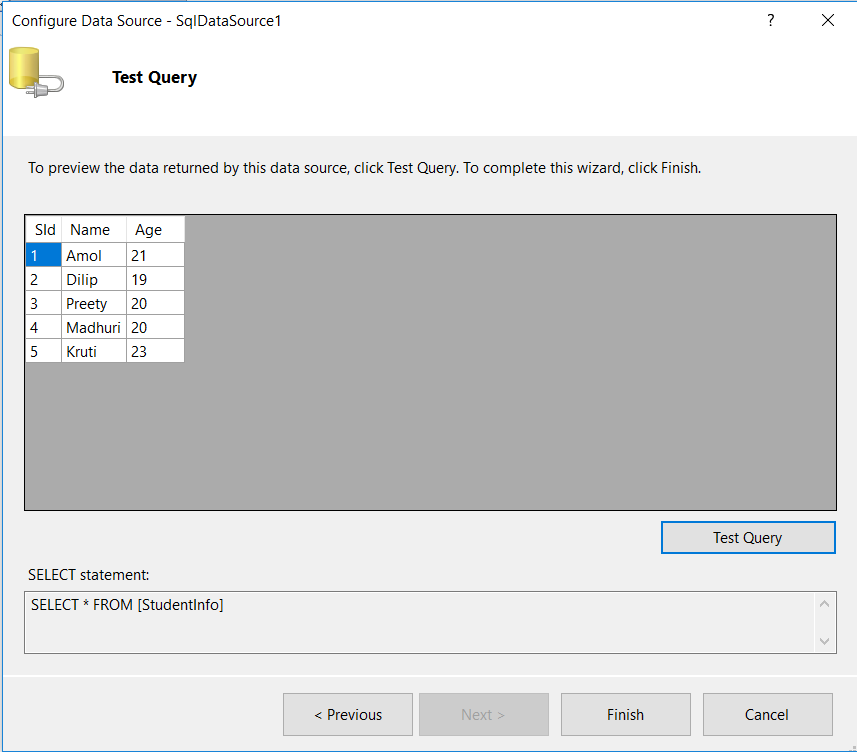 Configure Data Source - SqlDataSource1
?
Test Query
To preview the data returned by this data source, click Test Query. To complete this wizard, click Finish.
SId Name Age
1 Amol 21
2 Dilip 19
3 Preety 20
4 Madhuri 20
5 Kruti 23
Test Query
SELECT statement:
SELECT * FROM [StudentInfo]
< Previous Next > Finish Cancel